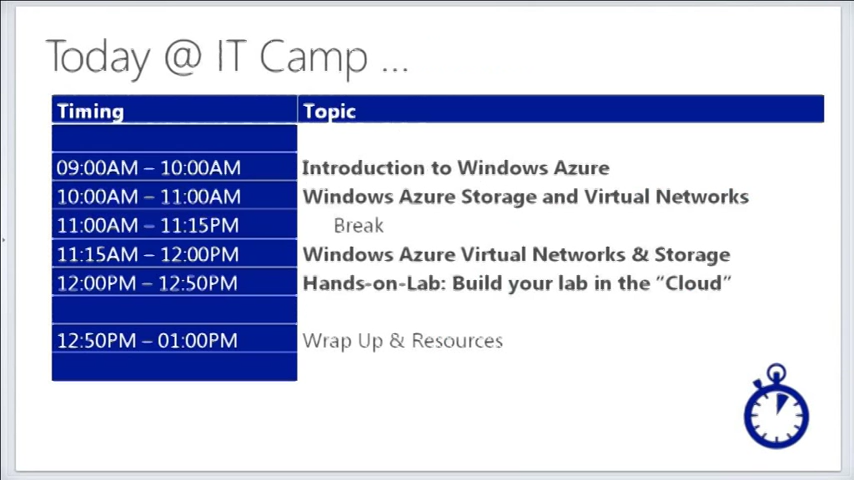 Today @ IT Camp ...
Timing Topic
09:00AM – 10:00AM Introduction to Windows Azure
10:00AM – 11:00AM Windows Azure Storage and Virtual Networks
11:00AM – 11:15PM Break
11:15AM – 12:00PM Windows Azure Virtual Networks & Storage
12:00PM – 12:50PM Hands-on-Lab: Build your lab in the “Cloud”
12:50PM – 01:00PM Wrap Up & Resources